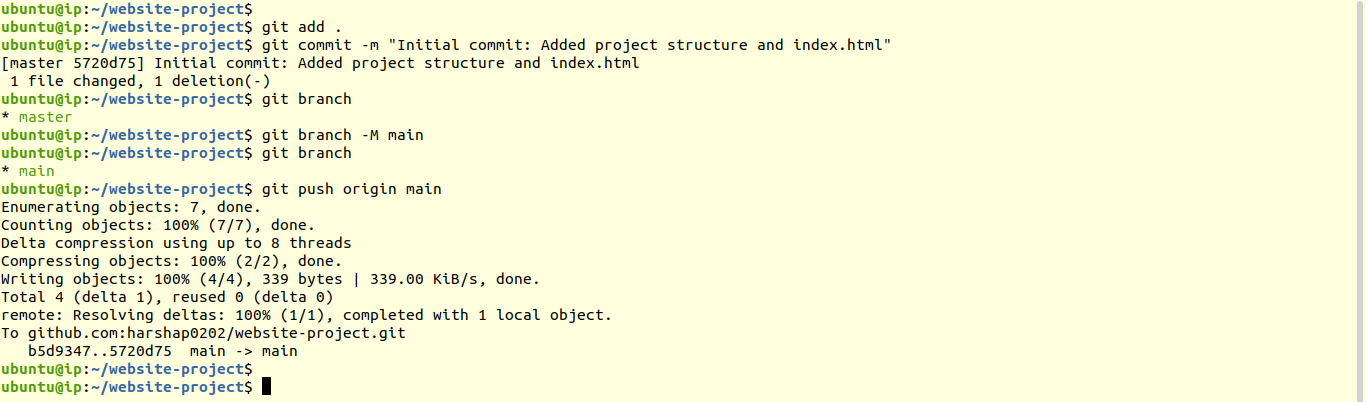 ubuntu@ip:~/website-project$
ubuntu@ip:~/website-project$ git add .
ubuntu@ip:~/website-project$ git commit -m "Initial commit: Added project structure and index.html"
[master 5720d75] Initial commit: Added project structure and index.html
 1 file changed, 1 deletion(-)
ubuntu@ip:~/website-project$ git branch
* master
ubuntu@ip:~/website-project$ git branch -M main
ubuntu@ip:~/website-project$ git branch
* main
ubuntu@ip:~/website-project$ git push origin main
Enumerating objects: 7, done.
Counting objects: 100% (7/7), done.
Delta compression using up to 8 threads
Compressing objects: 100% (2/2), done.
Writing objects: 100% (4/4), 339 bytes | 339.00 KiB/s, done.
Total 4 (delta 1), reused 0 (delta 0)
remote: Resolving deltas: 100% (1/1), completed with 1 local object.
To github.com:harshap0202/website-project.git
   b5d9347..5720d75  main -> main
ubuntu@ip:~/website-project$
ubuntu@ip:~/website-project$